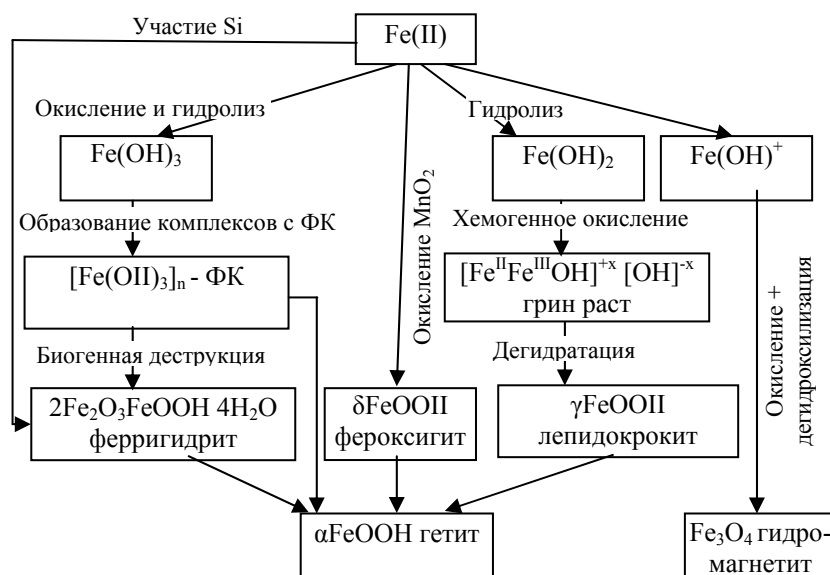 Участие Si
Fe(II)
Окисление и гидролиз
Гидролиз
Fe(OH)₃
Fe(OH)₂
Fe(OH)⁺
Окисление MnO₂
Образование комплексов с ФК
Хемогенное окисление
[Fe(OII)₃]ₙ - ФК
[FeᴵᴵFeᴵᴵᴵOH]⁺ˣ [OH]⁻ˣ
грин раст
Окисление +
дегидроксилизация
Биогенная деструкция
Дегидратация
2Fe₂O₃FeOOH 4H₂O
ферригидрит
δFeOOII
фероксигит
γFeOOII
лепидокрокит
αFeOOH гетит
Fe₃O₄ гидро-
магнетит